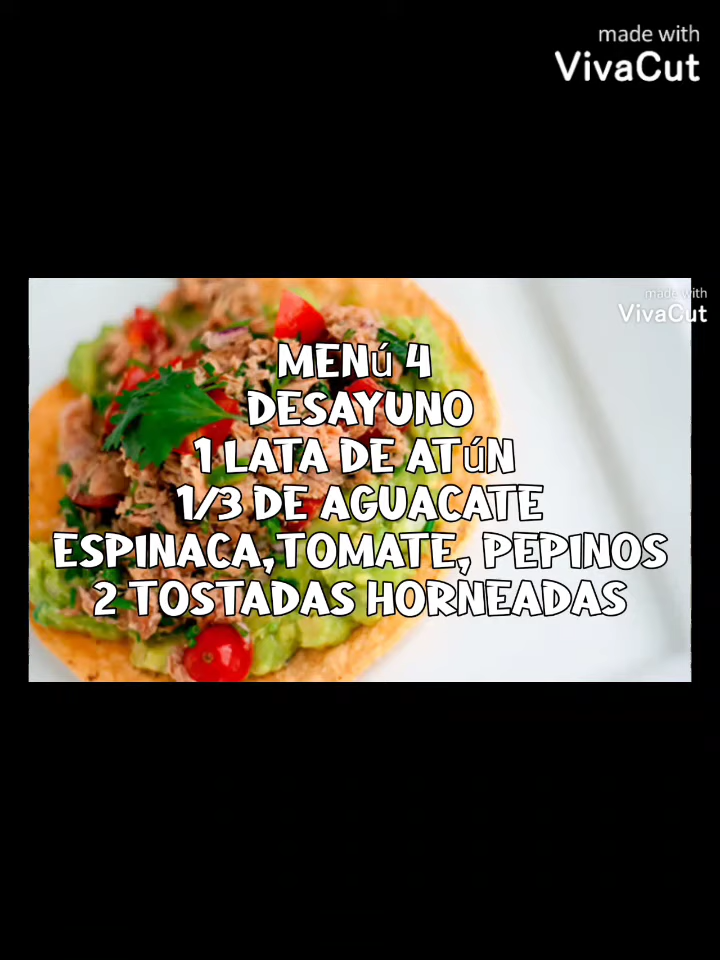 made with
VivaCut
made with
VivaCut
MENú 4
DESAYUNO
1 LATA DE ATúN
1/3 DE AGUACATE
ESPINACA,TOMATE, PEPINOS
2 TOSTADAS HORNEADAS